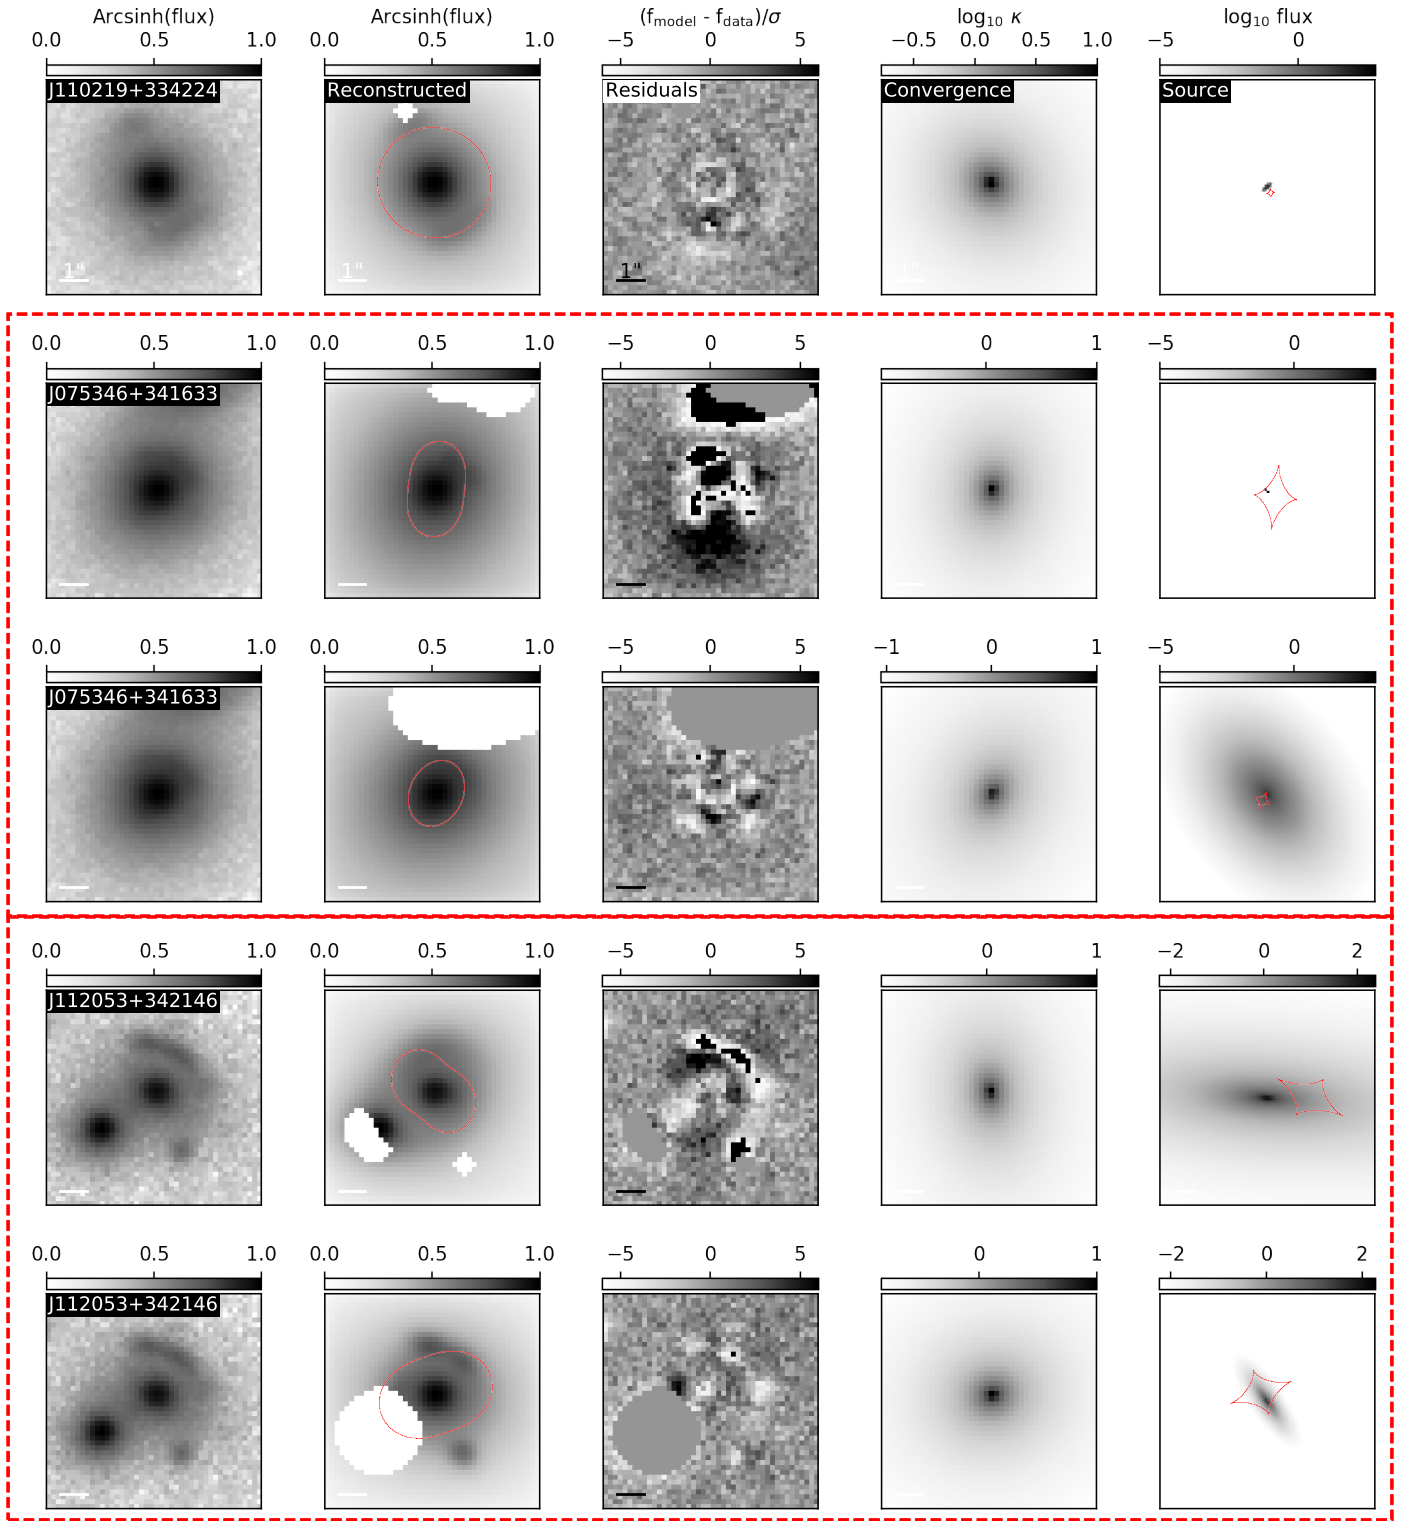 Arcsinh(flux) Arcsinh(flux) (f_model - f_data)/σ log₁₀ κ log₁₀ flux
0.0 0.5 1.0 0.0 0.5 1.0 −5 0 5 −0.5 0.0 0.5 1.0 −5 0
J110219+334224 Reconstructed Residuals Convergence Source
1" 1" 1" 1"
0.0 0.5 1.0 0.0 0.5 1.0 −5 0 5 0 1 −5 0
J075346+341633
0.0 0.5 1.0 0.0 0.5 1.0 −5 0 5 −1 0 1 −5 0
J075346+341633
0.0 0.5 1.0 0.0 0.5 1.0 −5 0 5 0 1 −2 0 2
J112053+342146
0.0 0.5 1.0 0.0 0.5 1.0 −5 0 5 0 1 −2 0 2
J112053+342146